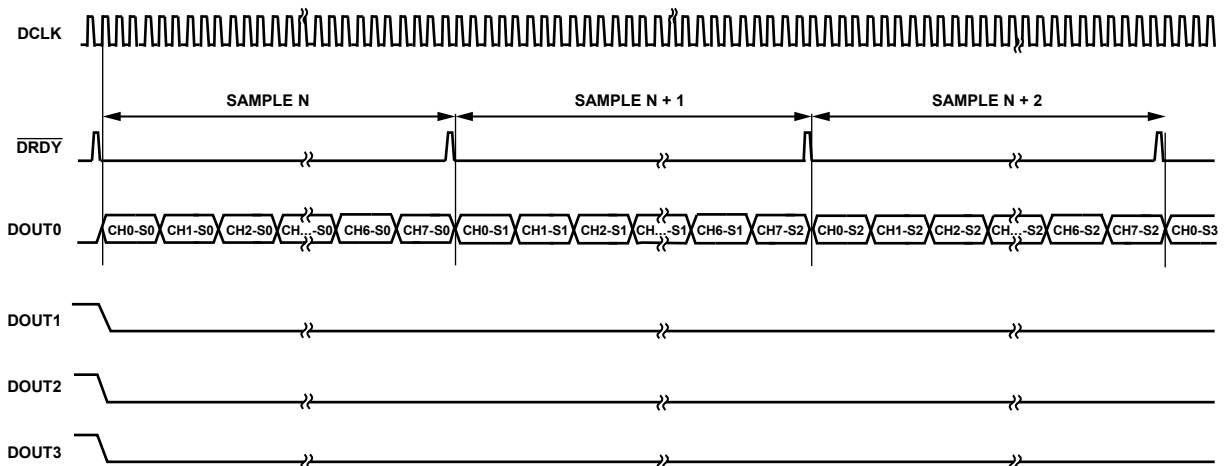 DCLK
SAMPLE N SAMPLE N + 1 SAMPLE N + 2
DRDY
DOUT0 CH0-S0 CH1-S0 CH2-S0 CH...-S0 CH6-S0 CH7-S0 CH0-S1 CH1-S1 CH2-S1 CH...-S1 CH6-S1 CH7-S2 CH0-S2 CH1-S2 CH2-S2 CH...-S2 CH6-S2 CH7-S2 CH0-S3
DOUT1
DOUT2
DOUT3